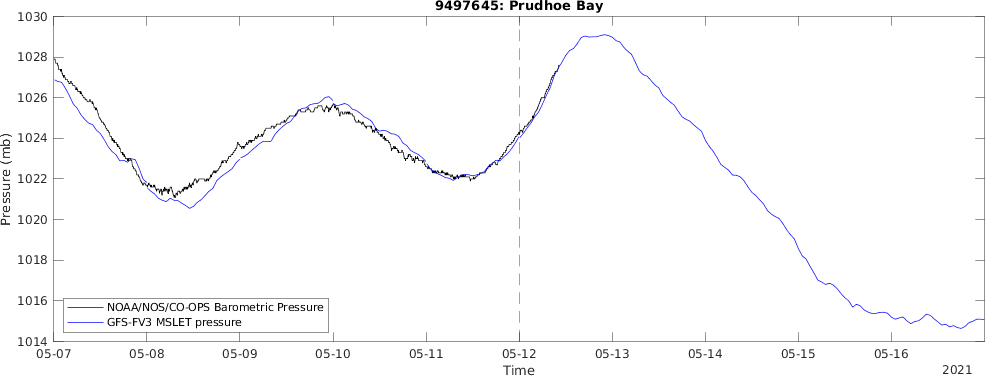 9497645: Prudhoe Bay
1030
1028
1026
1024
1022
1020
1018
1016
1014
Pressure (mb)
NOAA/NOS/CO-OPS Barometric Pressure
GFS-FV3 MSLET pressure
05-07 05-08 05-09 05-10 05-11 05-12 05-13 05-14 05-15 05-16
Time
2021